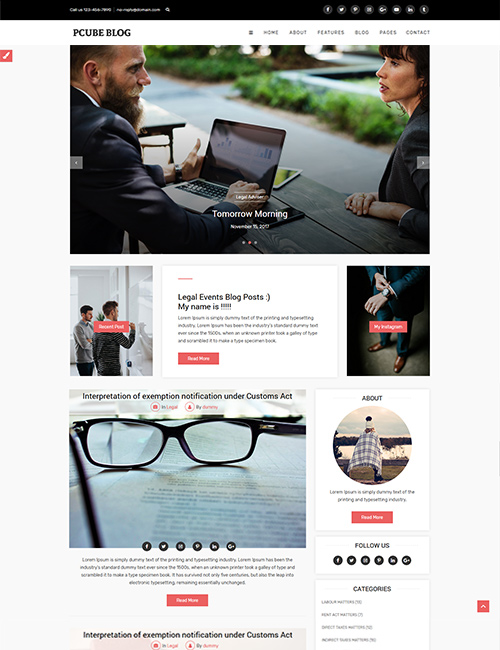 Call us 123-456-7890 | no-reply@domain.com
PCUBE BLOG
HOME ABOUT FEATURES BLOG PAGES CONTACT
Legal Adviser
Tomorrow Morning
November 15, 2017
Recent Post
Legal Events Blog Posts :)
My name is !!!!!
Lorem Ipsum is simply dummy text of the printing and typesetting
industry. Lorem Ipsum has been the industry's standard dummy text
ever since the 1500s, when an unknown printer took a galley of type
and scrambled it to make a type specimen book.
Read More
My Instagram
Interpretation of exemption notification under Customs Act
In Legal By dummy
Lorem Ipsum is simply dummy text of the printing and typesetting industry. Lorem Ipsum has been the
industry's standard dummy text ever since the 1500s, when an unknown printer took a galley of type and
scrambled it to make a type specimen book. It has survived not only five centuries, but also the leap into
electronic typesetting, remaining essentially unchanged.
Read More
Interpretation of exemption notification under Customs Act
In Legal By dummy
ABOUT
Lorem Ipsum is simply dummy text of the
printing and typesetting industry.
Read More
FOLLOW US
CATEGORIES
LABOUR MATTERS (13)
RENT ACT MATTERS (7)
DIRECT TAXES MATTERS (12)
INDIRECT TAXES MATTERS (15)